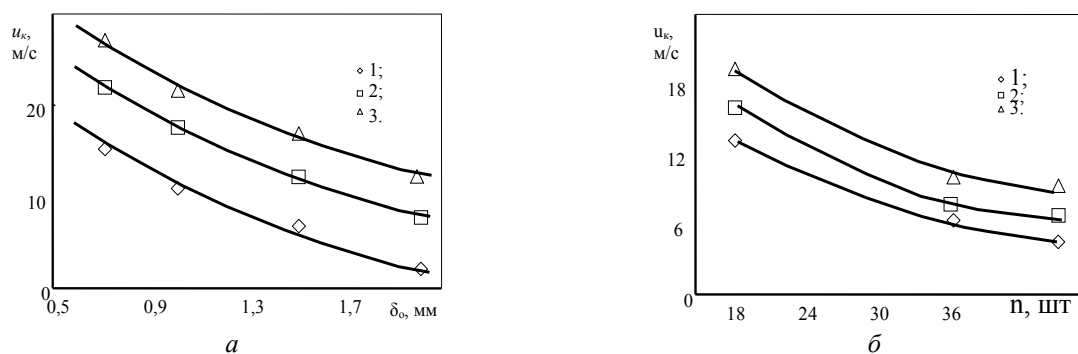 uк,
м/с
20
10
0
0,5 0,9 1,3 1,7 δо, мм
1;
2;
3.
а
uк,
м/с
18
12
6
0
18 24 30 36 n, шт
1;
2;
3.
б